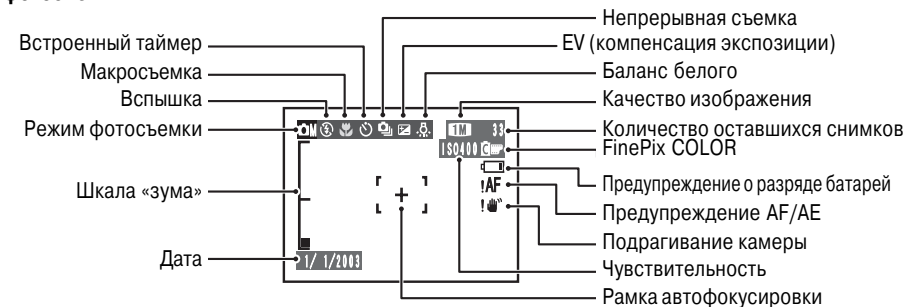 Непрерывная съемка
Встроенный таймер
EV (компенсация экспозиции)
Макросъемка
Баланс белого
Вспышка
Качество изображения
Режим фотосъемки
M
1M
33
Количество оставшихся снимков
ISO400
C
FinePix COLOR
Шкала «зума»
Предупреждение о разряде батарей
!AF
Предупреждение AF/AE
!
Подрагивание камеры
Дата
1/ 1/2003
Чувствительность
Рамка автофокусировки